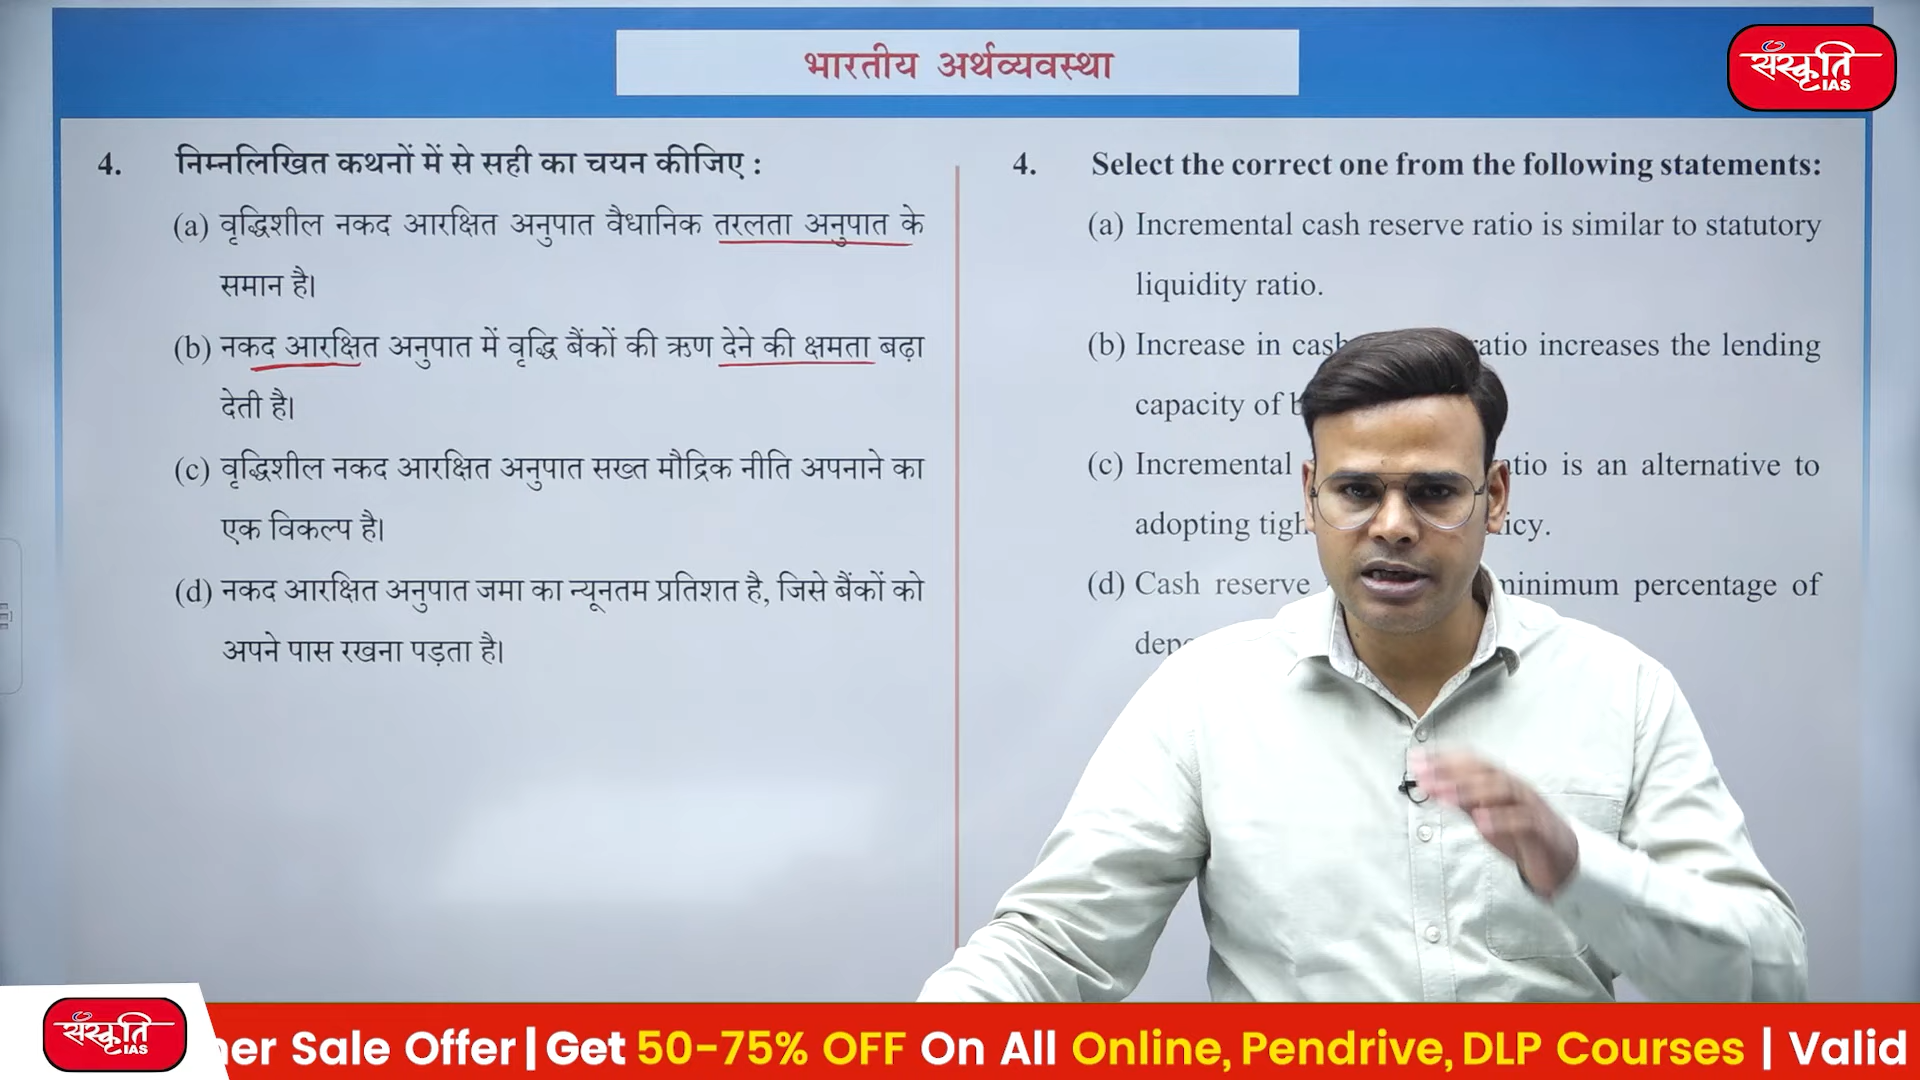 भारतीय अर्थव्यवस्था
संस्कृति
IAS
4. निम्नलिखित कथनों में से सही का चयन कीजिए :
(a) वृद्धिशील नकद आरक्षित अनुपात वैधानिक तरलता अनुपात के
समान है।
(b) नकद आरक्षित अनुपात में वृद्धि बैंकों की ऋण देने की क्षमता बढ़ा
देती है।
(c) वृद्धिशील नकद आरक्षित अनुपात सख्त मौद्रिक नीति अपनाने का
एक विकल्प है।
(d) नकद आरक्षित अनुपात जमा का न्यूनतम प्रतिशत है, जिसे बैंकों को
अपने पास रखना पड़ता है।
4. Select the correct one from the following statements:
(a) Incremental cash reserve ratio is similar to statutory
liquidity ratio.
(b) Increase in cash ratio increases the lending
capacity of
(c) Incremental ratio is an alternative to
adopting
(d) Cash reserve minimum percentage of
संस्कृति
IAS
Sale Offer | Get 50-75% OFF On All Online, Pendrive, DLP Courses | Valid